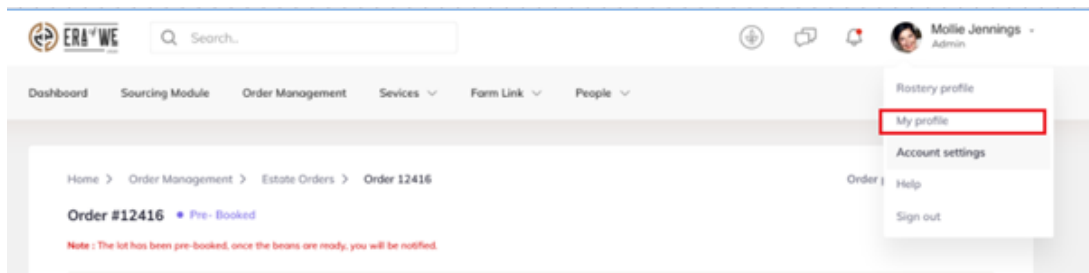 ERA OF WE
Search..
Mollie Jennings
Admin
Dashboard Sourcing Module Order Management Sevices Farm Link People
Rostery profile
My profile
Account settings
Help
Sign out
Home > Order Management > Estate Orders > Order 12416
Order
Order #12416 • Pre- Booked
Note : The lot has been pre-booked, once the beans are ready, you will be notified.